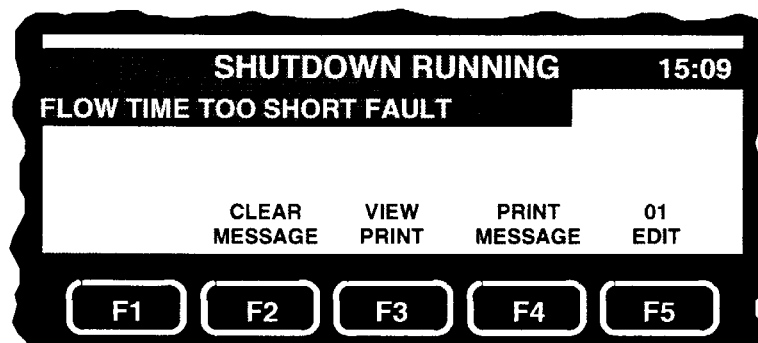 SHUTDOWN RUNNING 15:09
FLOW TIME TOO SHORT FAULT
CLEAR VIEW PRINT 01
MESSAGE PRINT MESSAGE EDIT
F1 F2 F3 F4 F5